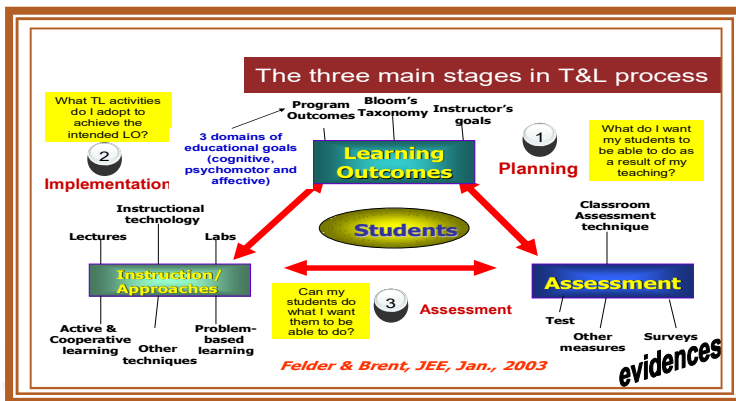 The three main stages in T&L process
What TL activities
do I adopt to
achieve the
intended LO?
2
Implementation
Program
Outcomes
Bloom's
Taxonomy
Instructor's
goals
3 domains of
educational goals
(cognitive,
psychomotor and
affective)
Learning
Outcomes
1
Planning
What do I want
my students to
be able to do as
a result of my
teaching?
Students
Instructional
technology
Lectures
Labs
Instruction/
Approaches
Active &
Cooperative
learning
Other
techniques
Problem-
based
learning
Can my
students do
what I want
them to be
able to do?
3
Assessment
Classroom
Assessment
technique
Assessment
Test
Other
measures
Surveys
evidences
Felder & Brent, JEE, Jan., 2003